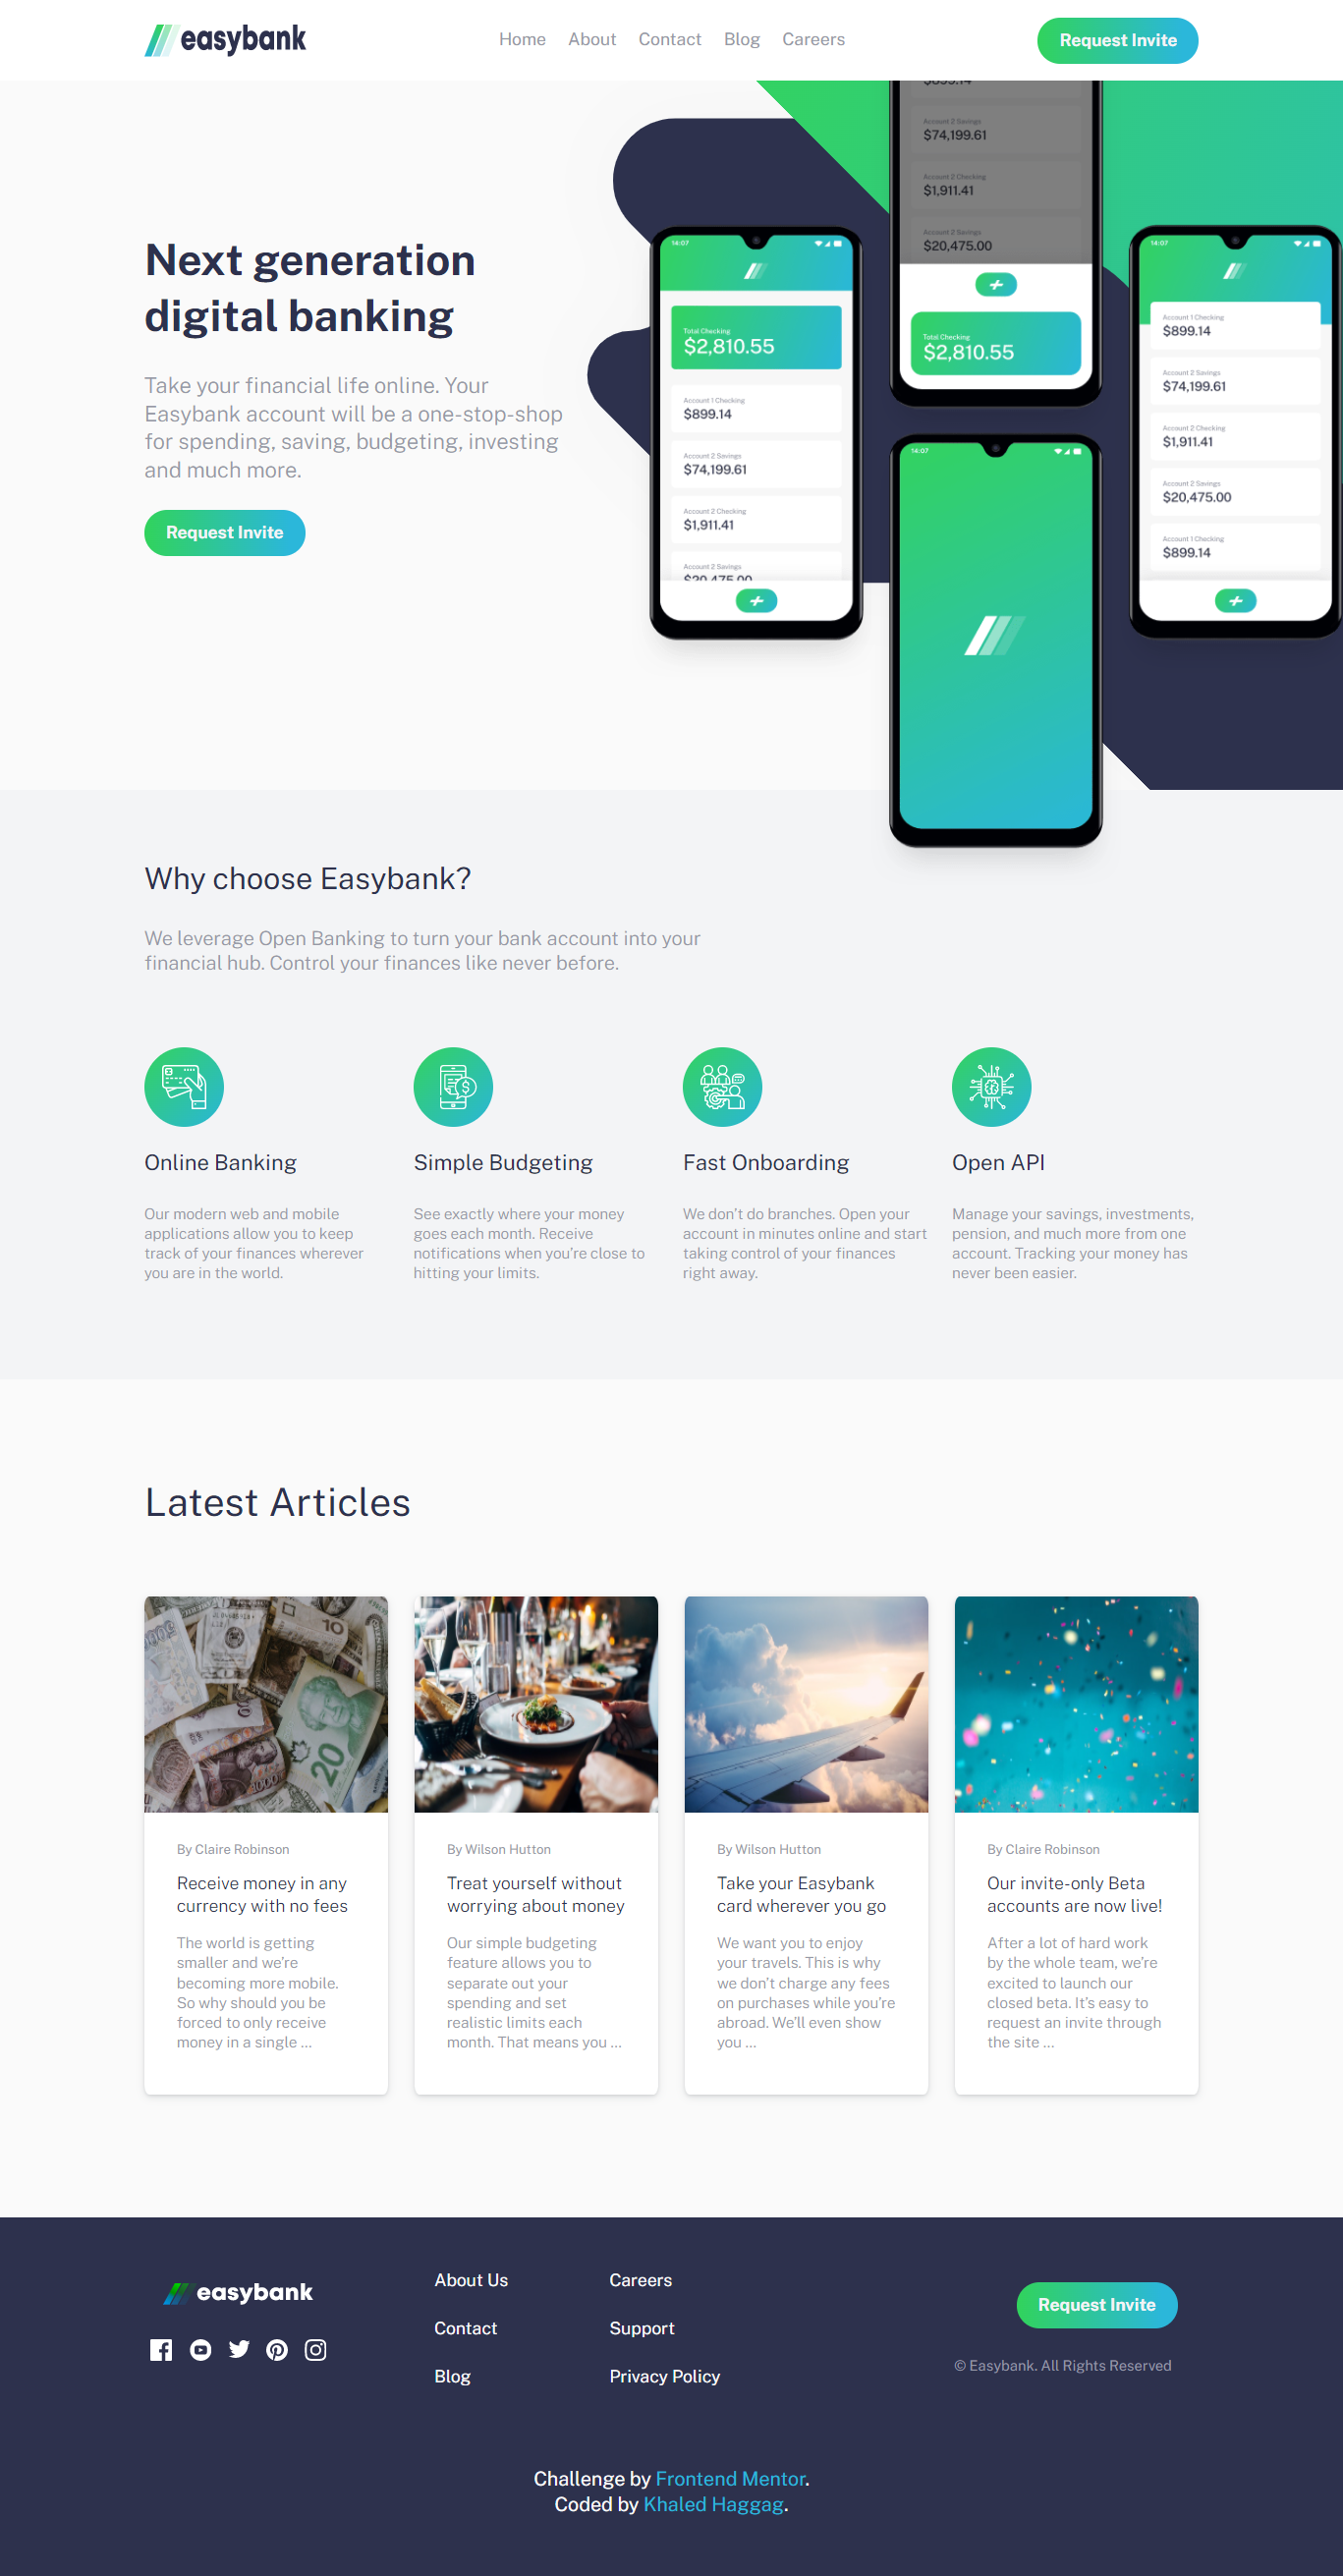 easybank
Home About Contact Blog Careers
Request Invite
Next generation
digital banking
Take your financial life online. Your
Easybank account will be a one-stop-shop
for spending, saving, budgeting, investing
and much more.
Request Invite
14:07
Total Checking
$2,810.55
Account 1 Checking
$899.14
Account 2 Savings
$74,199.61
Account 2 Checking
$1,911.41
Account 2 Savings
$20,475.00
$899.14
Account 2 Savings
$74,199.61
Account 2 Checking
$1,911.41
Account 2 Savings
$20,475.00
Total Checking
$2,810.55
14:07
14:07
Account 1 Checking
$899.14
Account 2 Savings
$74,199.61
Account 2 Checking
$1,911.41
Account 2 Savings
$20,475.00
Account 1 Checking
$899.14
Why choose Easybank?
We leverage Open Banking to turn your bank account into your
financial hub. Control your finances like never before.
Online Banking
Our modern web and mobile
applications allow you to keep
track of your finances wherever
you are in the world.
Simple Budgeting
See exactly where your money
goes each month. Receive
notifications when you're close to
hitting your limits.
Fast Onboarding
We don't do branches. Open your
account in minutes online and start
taking control of your finances
right away.
Open API
Manage your savings, investments,
pension, and much more from one
account. Tracking your money has
never been easier.
Latest Articles
10
20
By Claire Robinson
Receive money in any
currency with no fees
The world is getting
smaller and we're
becoming more mobile.
So why should you be
forced to only receive
money in a single ...
By Wilson Hutton
Treat yourself without
worrying about money
Our simple budgeting
feature allows you to
separate out your
spending and set
realistic limits each
month. That means you ...
By Wilson Hutton
Take your Easybank
card wherever you go
We want you to enjoy
your travels. This is why
we don't charge any fees
on purchases while you're
abroad. We'll even show
you ...
By Claire Robinson
Our invite-only Beta
accounts are now live!
After a lot of hard work
by the whole team, we're
excited to launch our
closed beta. It's easy to
request an invite through
the site ...
easybank
About Us
Contact
Blog
Careers
Support
Privacy Policy
Request Invite
© Easybank. All Rights Reserved
Challenge by Frontend Mentor.
Coded by Khaled Haggag.